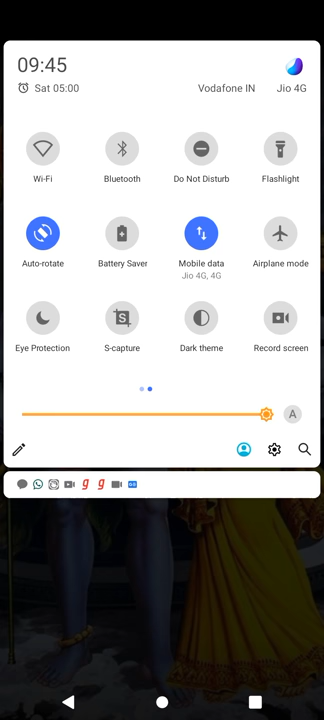 09:45
Sat 05:00 Vodafone IN Jio 4G
Wi-Fi Bluetooth Do Not Disturb Flashlight
Auto-rotate Battery Saver Mobile data Airplane mode
Jio 4G, 4G
Eye Protection S-capture Dark theme Record screen
A